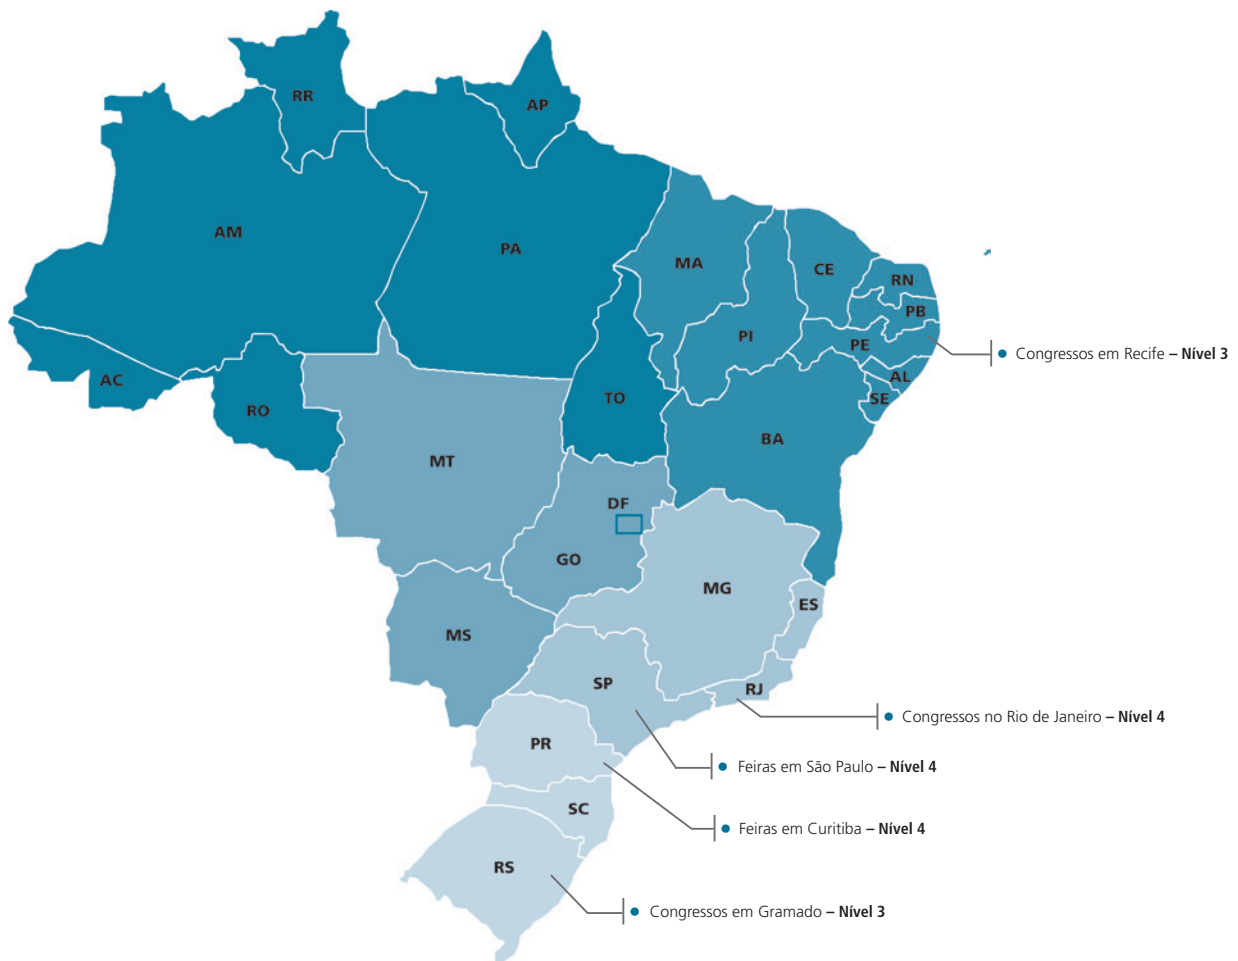 RR
AP
AM
PA
MA
CE
RN
PB
PI
PE
Congressos em Recife – Nível 3
AC
AL
TO
SE
RO
BA
MT
DF
GO
MG
ES
MS
SP
RJ
Congressos no Rio de Janeiro – Nível 4
PR
Feiras em São Paulo – Nível 4
SC
Feiras em Curitiba – Nível 4
RS
Congressos em Gramado – Nível 3